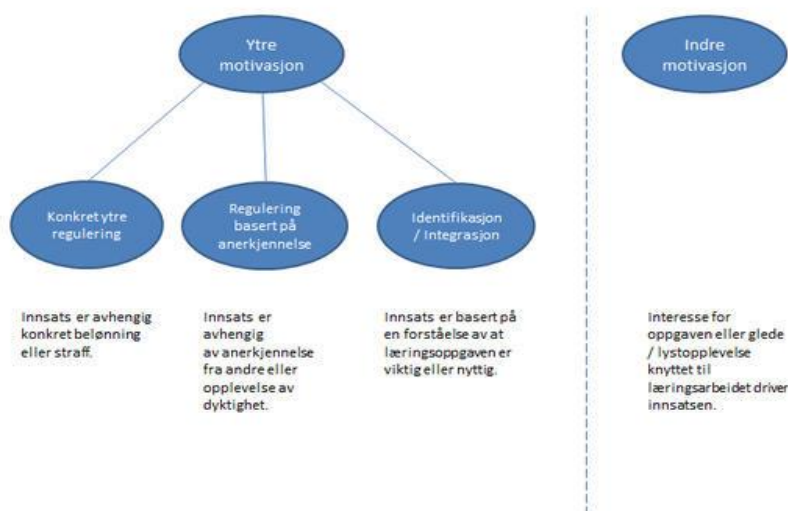 Ytre
motivasjon
Indre
motivasjon
Konkret ytre
regulering
Regulering
basert på
anerkjennelse
Identifikasjon
/ Integrasjon
Innsats er avhengig
konkret belønning
eller straff.
Innsats er
avhengig
av anerkjennelse
fra andre eller
opplevelse av
dyktighet.
Innsats er basert på
en forståelse av at
læringsoppgaven er
viktig eller nyttig.
Interesse for
oppgaven eller glede
/ lystopplevelse
knyttet til
læringsarbeidet driver
innsatsen.